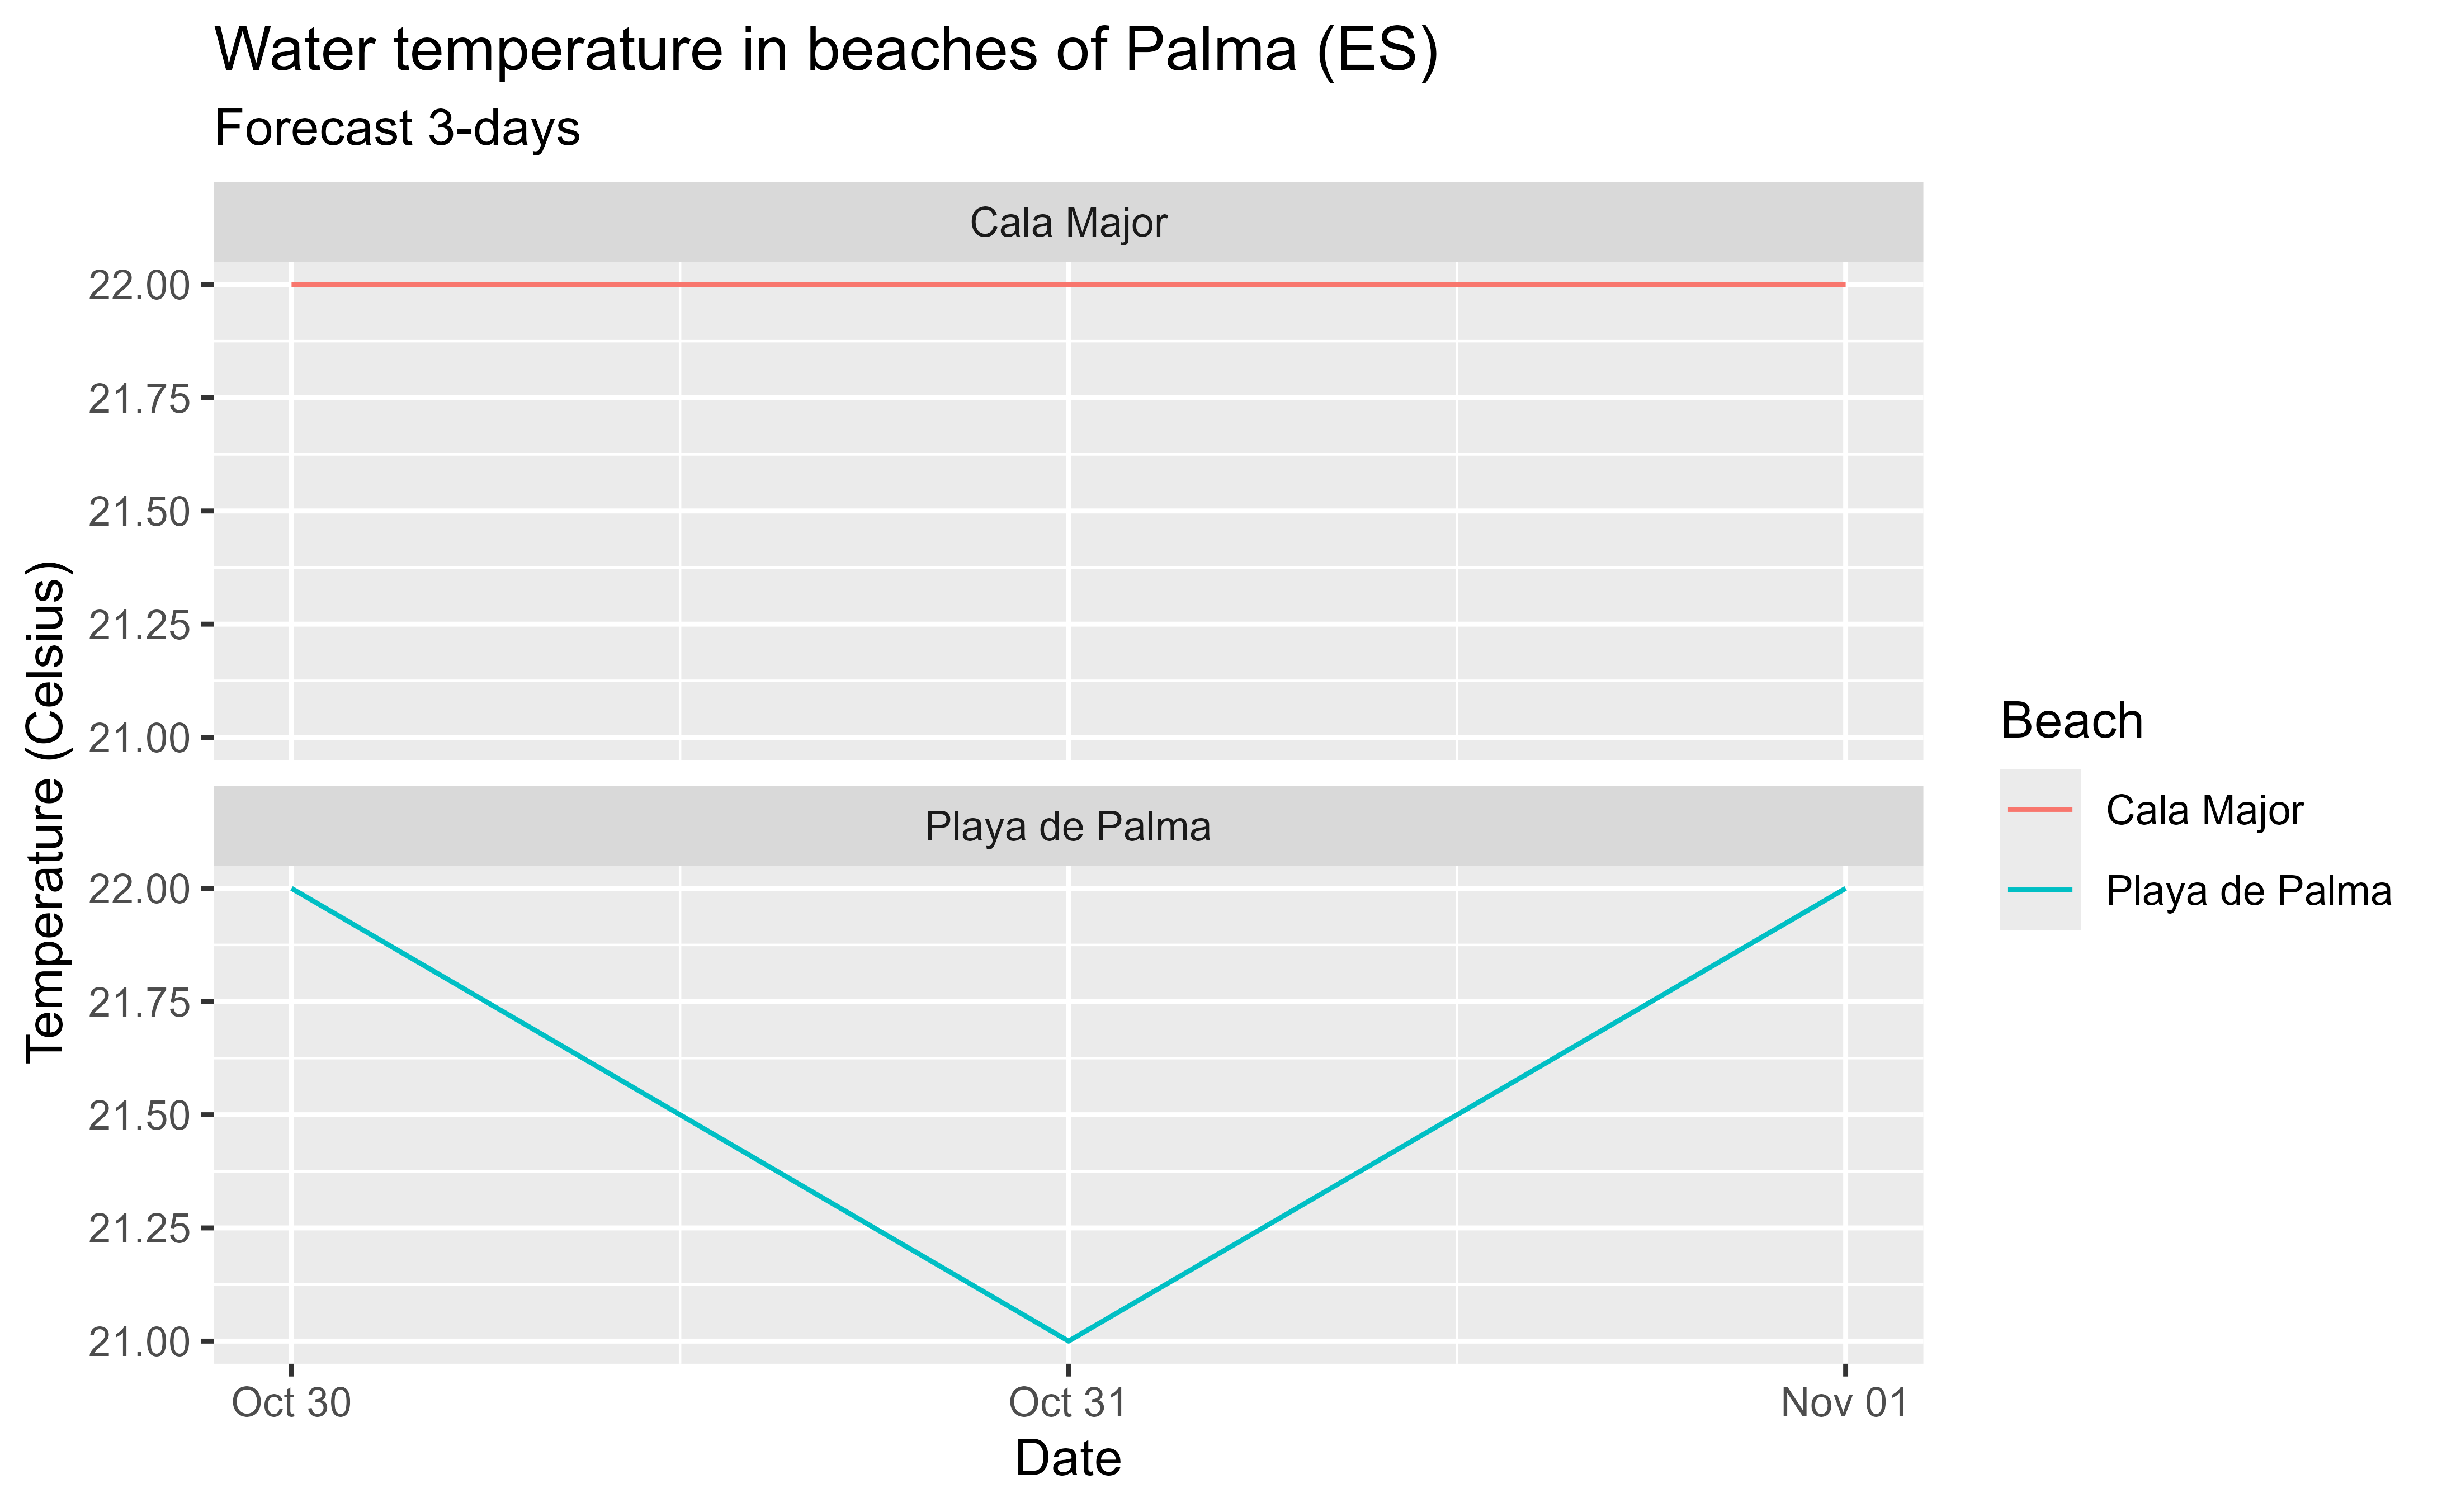 Water temperature in beaches of Palma (ES)
Forecast 3-days
Cala Major
22.00
21.75
21.50
21.25
21.00
Playa de Palma
22.00
21.75
21.50
21.25
21.00
Oct 30
Oct 31
Nov 01
Date
Temperature (Celsius)
Beach
Cala Major
Playa de Palma